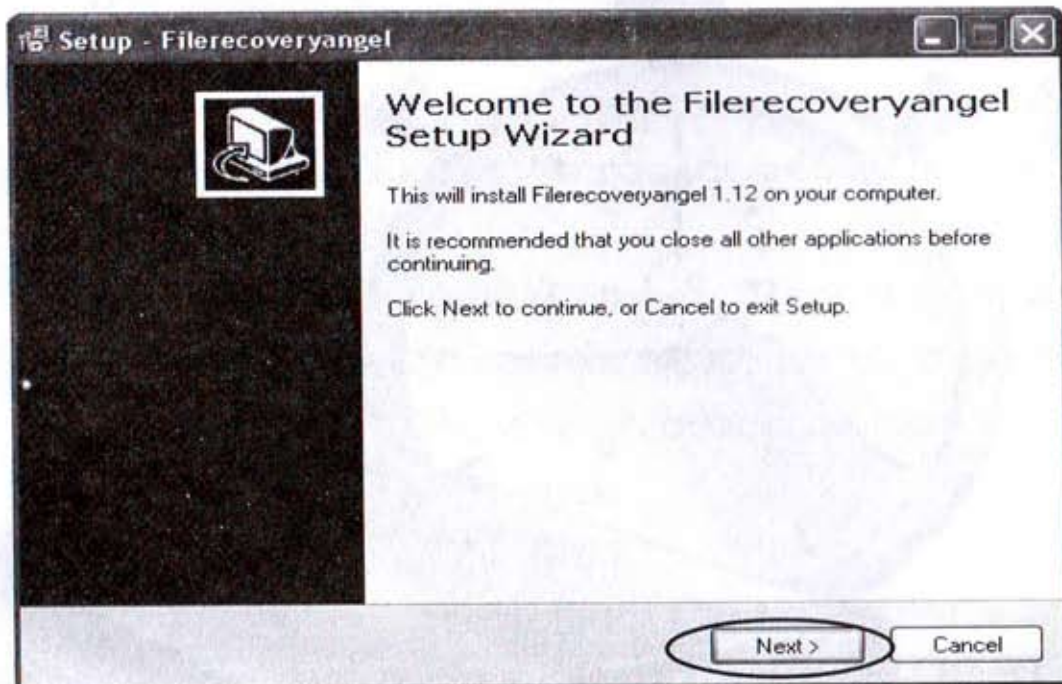 Setup - Filerecoveryangel
Welcome to the Filerecoveryangel
Setup Wizard
This will install Filerecoveryangel 1.12 on your computer.
It is recommended that you close all other applications before
continuing.
Click Next to continue, or Cancel to exit Setup.
Next >
Cancel